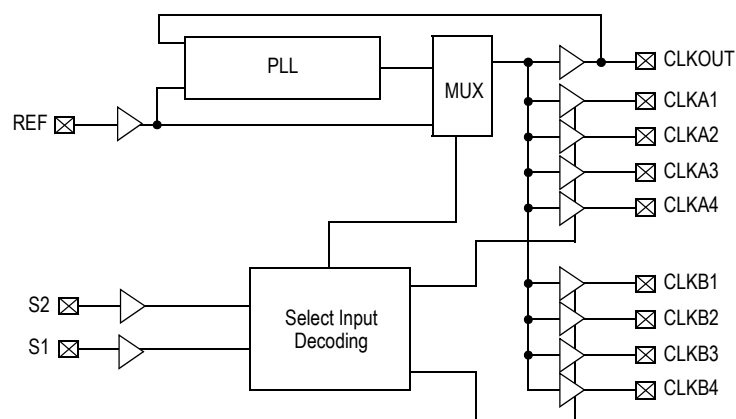 PLL
MUX
REF
CLKOUT
CLKA1
CLKA2
CLKA3
CLKA4
S2
S1
Select Input
Decoding
CLKB1
CLKB2
CLKB3
CLKB4